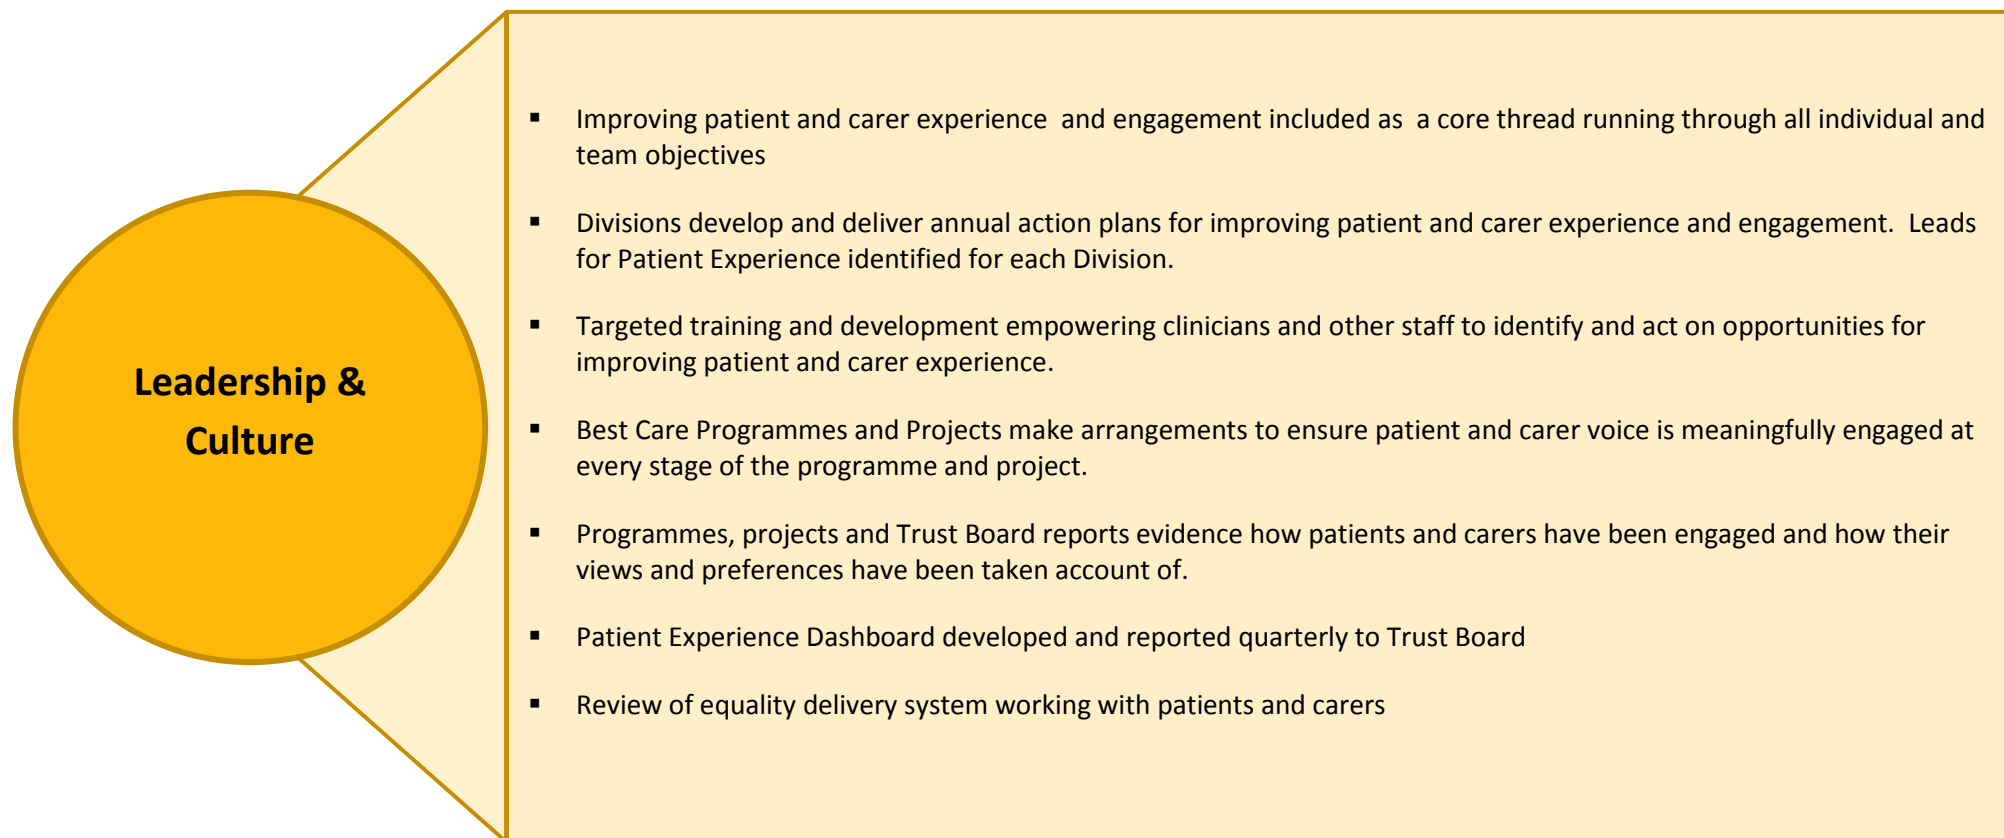 Leadership &
Culture
▪ Improving patient and carer experience  and engagement included as  a core thread running through all individual and
team objectives
▪ Divisions develop and deliver annual action plans for improving patient and carer experience and engagement.  Leads
for Patient Experience identified for each Division.
▪ Targeted training and development empowering clinicians and other staff to identify and act on opportunities for
improving patient and carer experience.
▪ Best Care Programmes and Projects make arrangements to ensure patient and carer voice is meaningfully engaged at
every stage of the programme and project.
▪ Programmes, projects and Trust Board reports evidence how patients and carers have been engaged and how their
views and preferences have been taken account of.
▪ Patient Experience Dashboard developed and reported quarterly to Trust Board
▪ Review of equality delivery system working with patients and carers